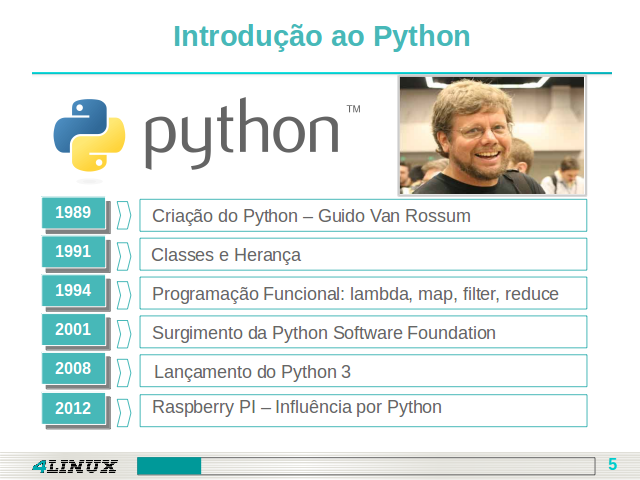 Introdução ao Python
python™
1989 Criação do Python – Guido Van Rossum
1991 Classes e Herança
1994 Programação Funcional: lambda, map, filter, reduce
2001 Surgimento da Python Software Foundation
2008 Lançamento do Python 3
2012 Raspberry PI – Influência por Python
4LINUX 5